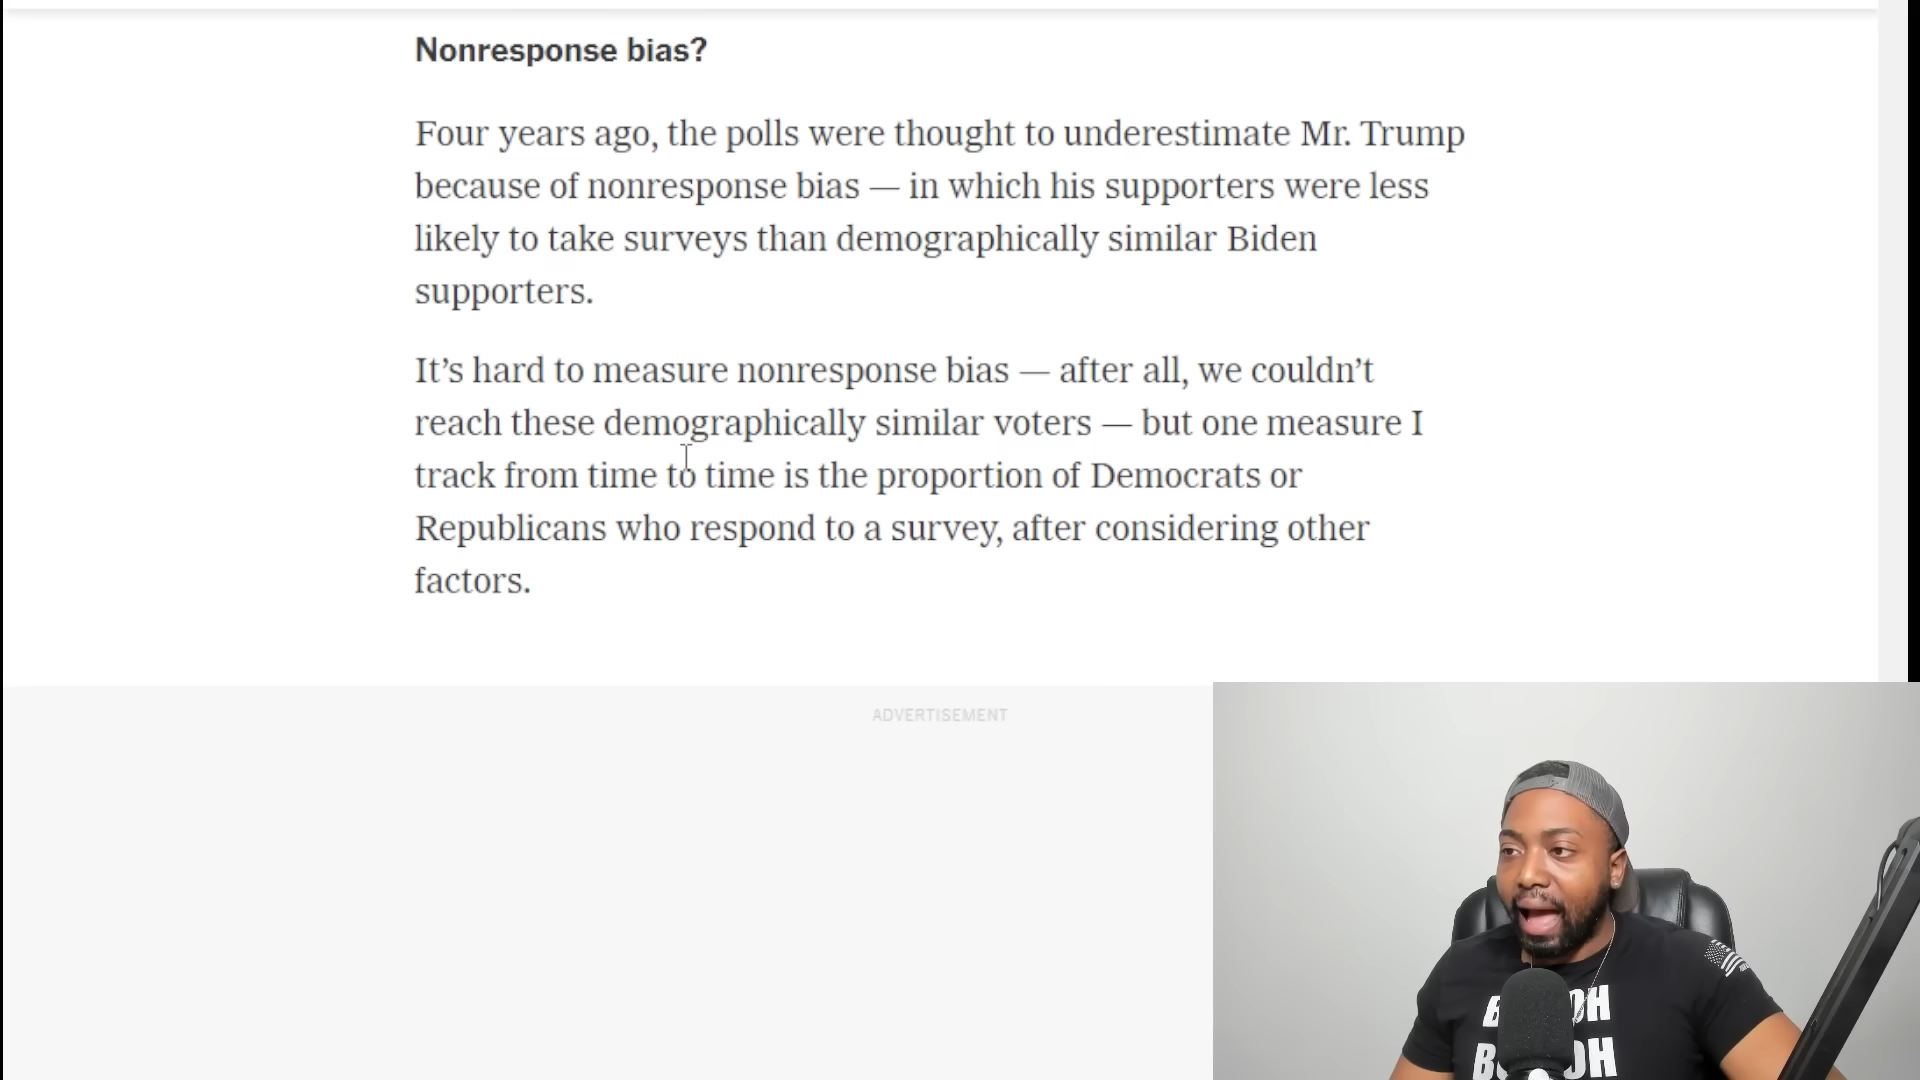 Nonresponse bias?
Four years ago, the polls were thought to underestimate Mr. Trump
because of nonresponse bias — in which his supporters were less
likely to take surveys than demographically similar Biden
supporters.
It’s hard to measure nonresponse bias — after all, we couldn’t
reach these demographically similar voters — but one measure I
track from time to time is the proportion of Democrats or
Republicans who respond to a survey, after considering other
factors.
ADVERTISEMENT